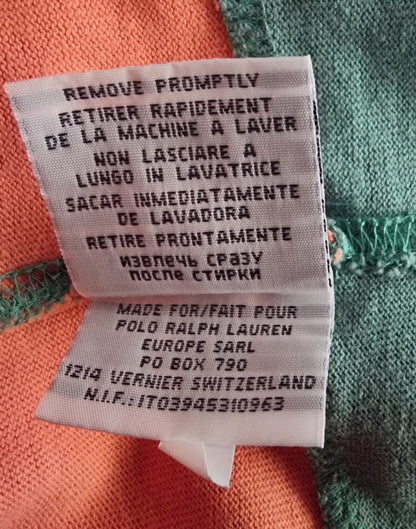 REMOVE PROMPTLY
RETIRER RAPIDEMENT
DE LA MACHINE A LAVER
NON LASCIARE A
LUNGO IN LAVATRICE
SACAR INMEDIATAMENTE
DE LAVADORA
RETIRE PRONTAMENTE
извлечь сразу
после стирки
MADE FOR/FAIT POUR
POLO RALPH LAUREN
EUROPE SARL
PO BOX 790
1214 VERNIER SWITZERLAND
N.I.F.: IT03945310963